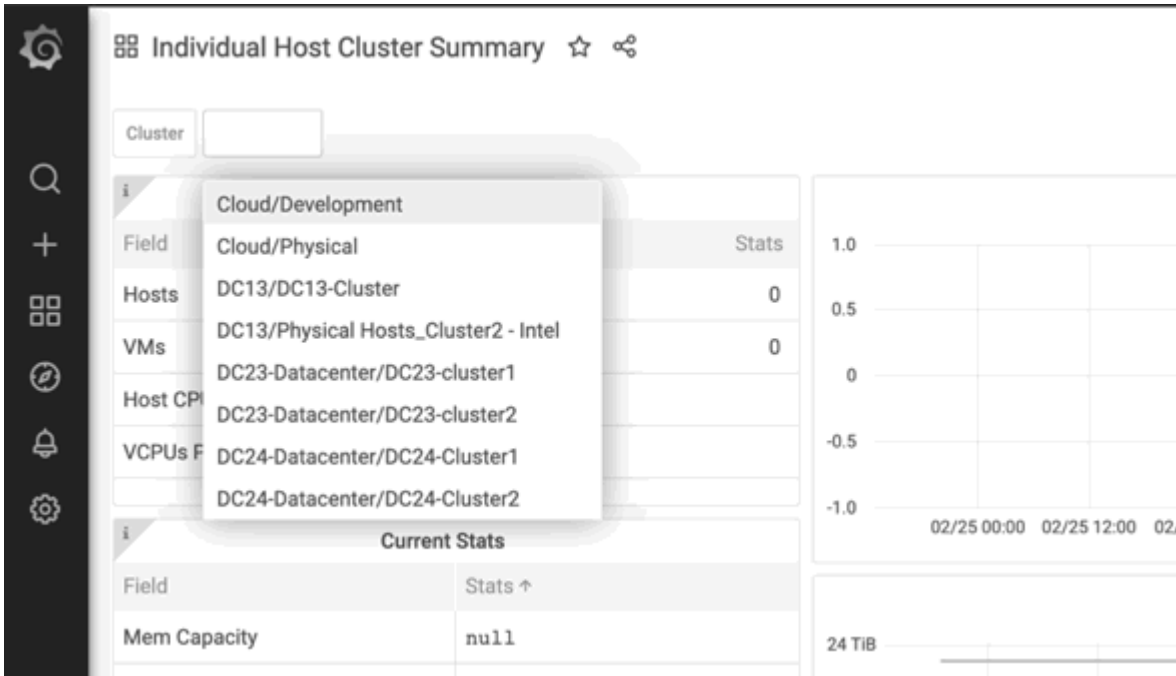 Individual Host Cluster Summary
Cluster
Cloud/Development
Cloud/Physical
DC13/DC13-Cluster
DC13/Physical Hosts_Cluster2 - Intel
DC23-Datacenter/DC23-cluster1
DC23-Datacenter/DC23-cluster2
DC24-Datacenter/DC24-Cluster1
DC24-Datacenter/DC24-Cluster2
i
Field Stats
Hosts 0
VMs 0
Host CP
VCPUs
i Current Stats
Field Stats ↑
Mem Capacity null
1.0
0.5
0
-0.5
-1.0
02/25 00:00 02/25 12:00 02/
24 TiB